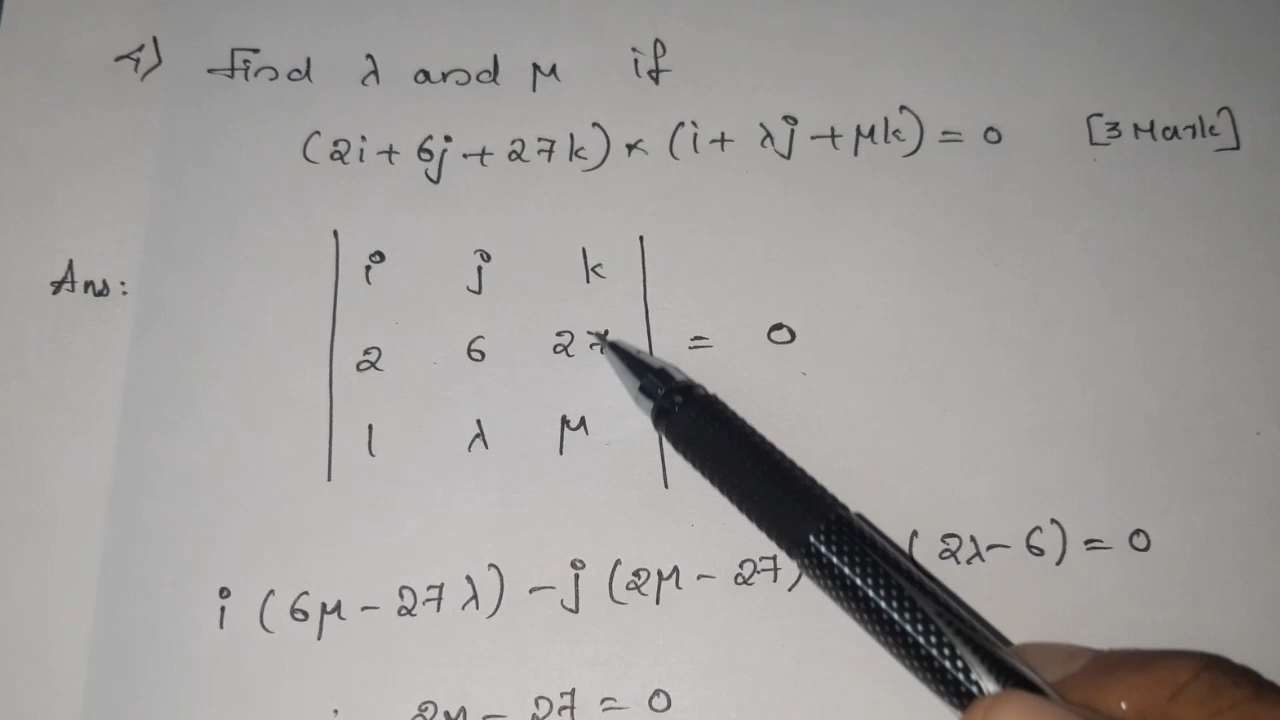 4) Find λ and μ if
(2i + 6j + 27k) × (i + λj + μk) = 0 [3 Mark]
Ans:
i j k
2 6 27 = 0
1 λ μ
i (6μ - 27λ) - j (2μ - 27) (2λ - 6) = 0
2μ - 27 = 0